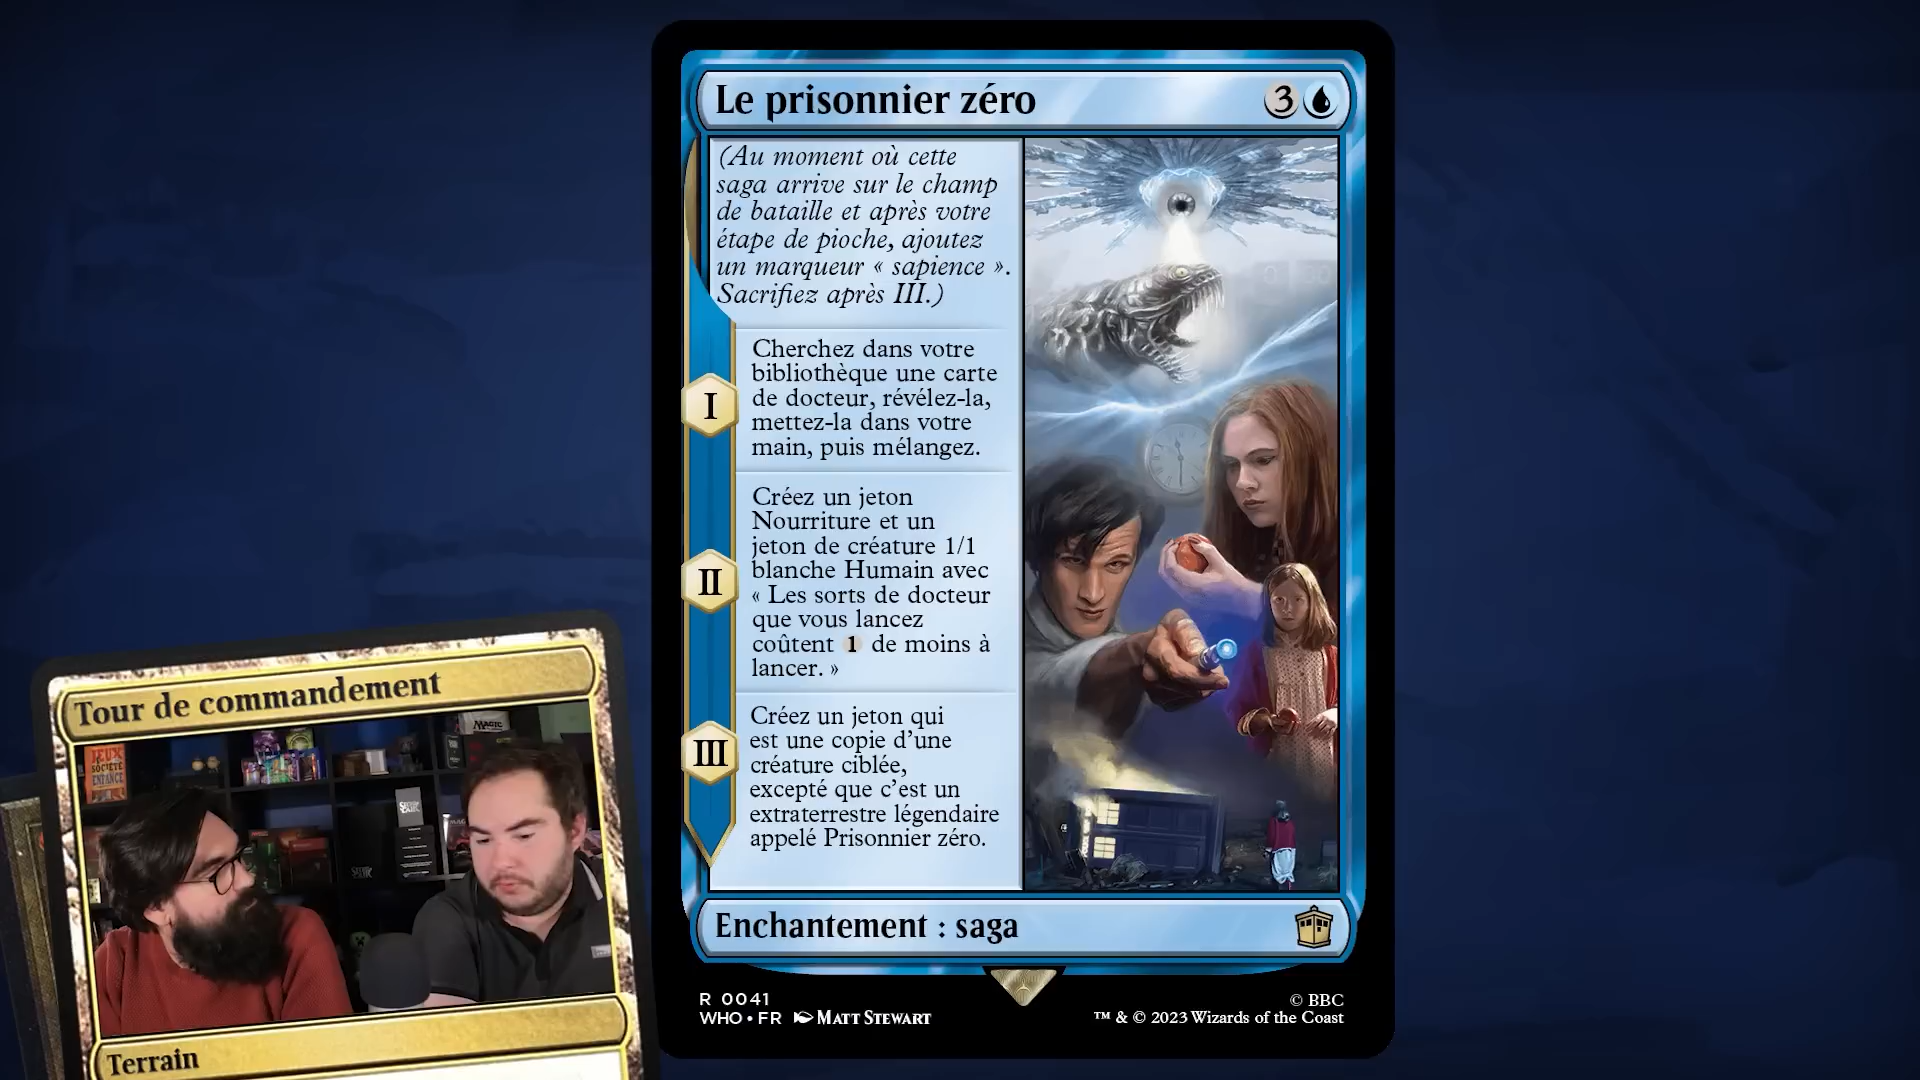 Le prisonnier zéro
3
(Au moment où cette
saga arrive sur le champ
de bataille et après votre
étape de pioche, ajoutez
un marqueur « sapience ».
Sacrifiez après III.)
I
Cherchez dans votre
bibliothèque une carte
de docteur, révélez-la,
mettez-la dans votre
main, puis mélangez.
II
Créez un jeton
Nourriture et un
jeton de créature 1/1
blanche Humain avec
« Les sorts de docteur
que vous lancez
coûtent 1 de moins à
lancer. »
III
Créez un jeton qui
est une copie d’une
créature ciblée,
excepté que c’est un
extraterrestre légendaire
appelé Prisonnier zéro.
Enchantement : saga
R 0041
WHO • FR MATT STEWART
© BBC
™ & © 2023 Wizards of the Coast
Tour de commandement
JEUX
SOCIÉTÉ
ENFANCE
MAGIC
Terrain